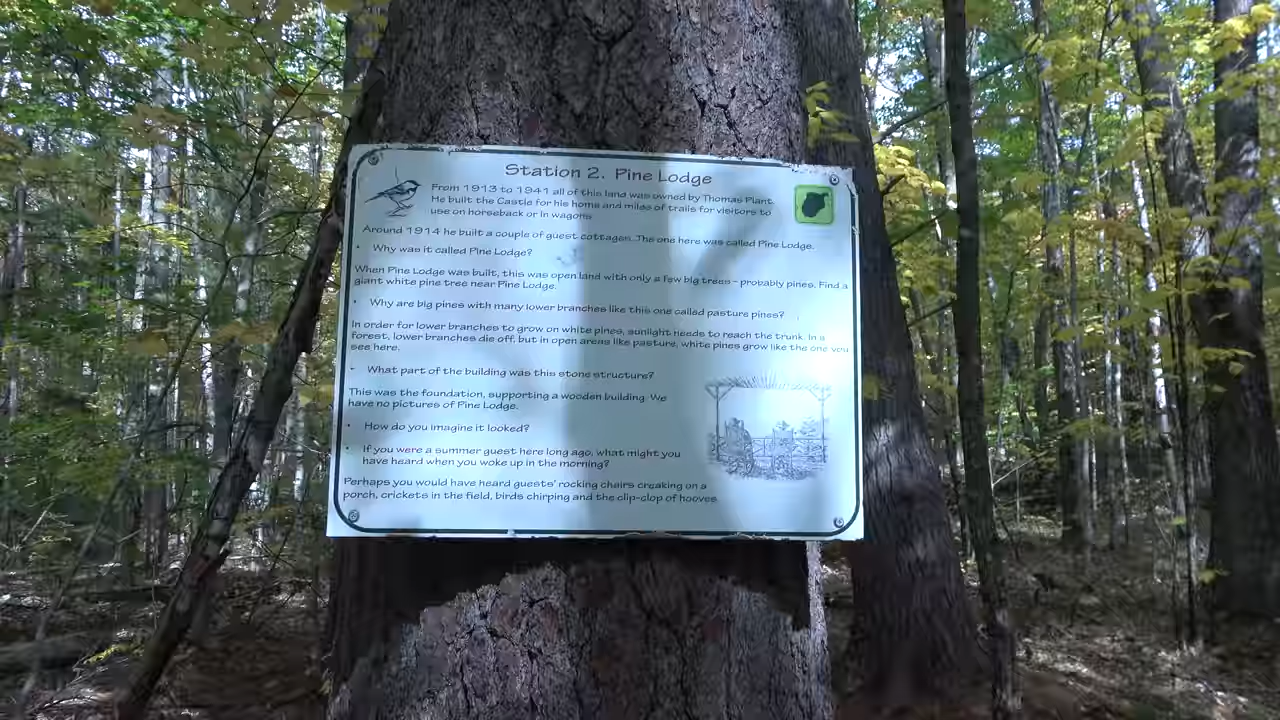 Station 2. Pine Lodge
From 1913 to 1941 all of this land was owned by Thomas Plant.
He built the Castle for his home and miles of trails for visitors to
use on horseback or in wagons.
Around 1914 he built a couple of guest cottages. The one here was called Pine Lodge.
• Why was it called Pine Lodge?
When Pine Lodge was built, this was open land with only a few big trees - probably pines. Find a
giant white pine tree near Pine Lodge.
• Why are big pines with many lower branches like this one called pasture pines?
In order for lower branches to grow on white pines, sunlight needs to reach the trunk. In a
forest, lower branches die off, but in open areas like pasture, white pines grow like the one you
see here.
• What part of the building was this stone structure?
This was the foundation, supporting a wooden building. We
have no pictures of Pine Lodge.
• How do you imagine it looked?
• If you were a summer guest here long ago, what might you
have heard when you woke up in the morning?
Perhaps you would have heard guests' rocking chairs creaking on a
porch, crickets in the field, birds chirping and the clip-clop of hooves.